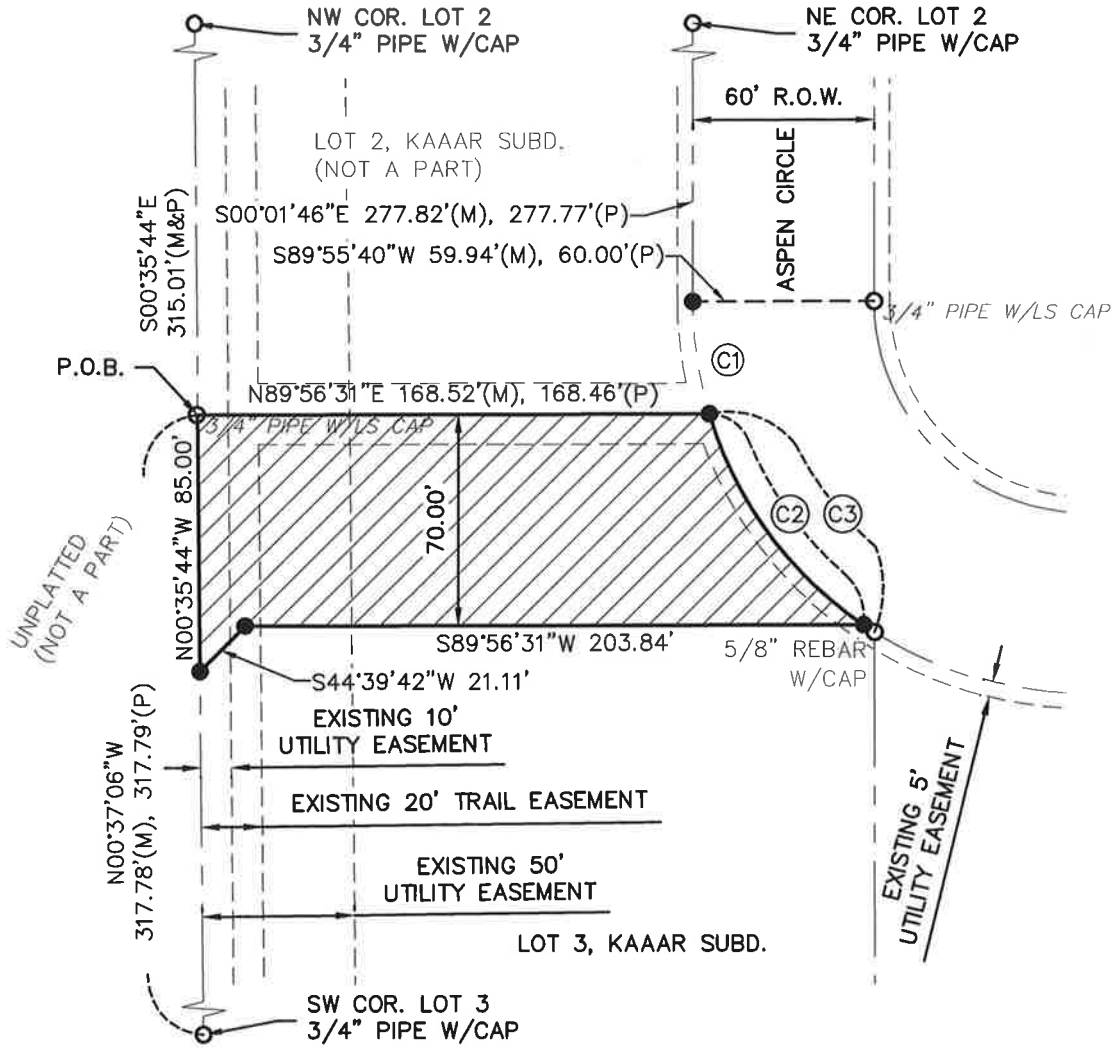 NW COR. LOT 2
3/4" PIPE W/CAP
NE COR. LOT 2
3/4" PIPE W/CAP
60' R.O.W.
LOT 2, KAAAR SUBD.
(NOT A PART)
ASPEN CIRCLE
S00°35'44"E
315.01'(M&P)
S00°01'46"E 277.82'(M), 277.77'(P)
S89°55'40"W 59.94'(M), 60.00'(P)
3/4" PIPE W/LS CAP
P.O.B.
C1
N89°56'31"E 168.52'(M), 168.46'(P)
3/4" PIPE W/LS CAP
N00°35'44"W 85.00'
70.00'
C2
C3
UNPLATTED
(NOT A PART)
S89°56'31"W 203.84'
5/8" REBAR
W/CAP
S44°39'42"W 21.11'
N00°37'06"W
317.78'(M), 317.79'(P)
EXISTING 10'
UTILITY EASEMENT
EXISTING 20' TRAIL EASEMENT
EXISTING 50'
UTILITY EASEMENT
EXISTING 5'
UTILITY EASEMENT
LOT 3, KAAAR SUBD.
SW COR. LOT 3
3/4" PIPE W/CAP